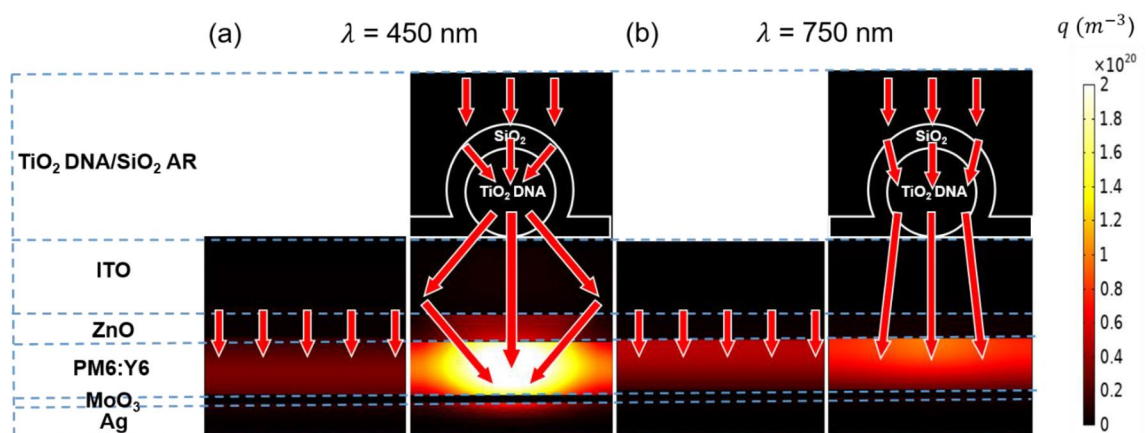 (a) 𝜆 = 450 nm (b) 𝜆 = 750 nm q (m⁻³)
×10²⁰
2
1.8
1.6
1.4
1.2
1
0.8
0.6
0.4
0.2
0
TiO₂ DNA/SiO₂ AR
ITO
ZnO
PM6:Y6
MoO₃
Ag
SiO₂
TiO₂ DNA
SiO₂
TiO₂ DNA